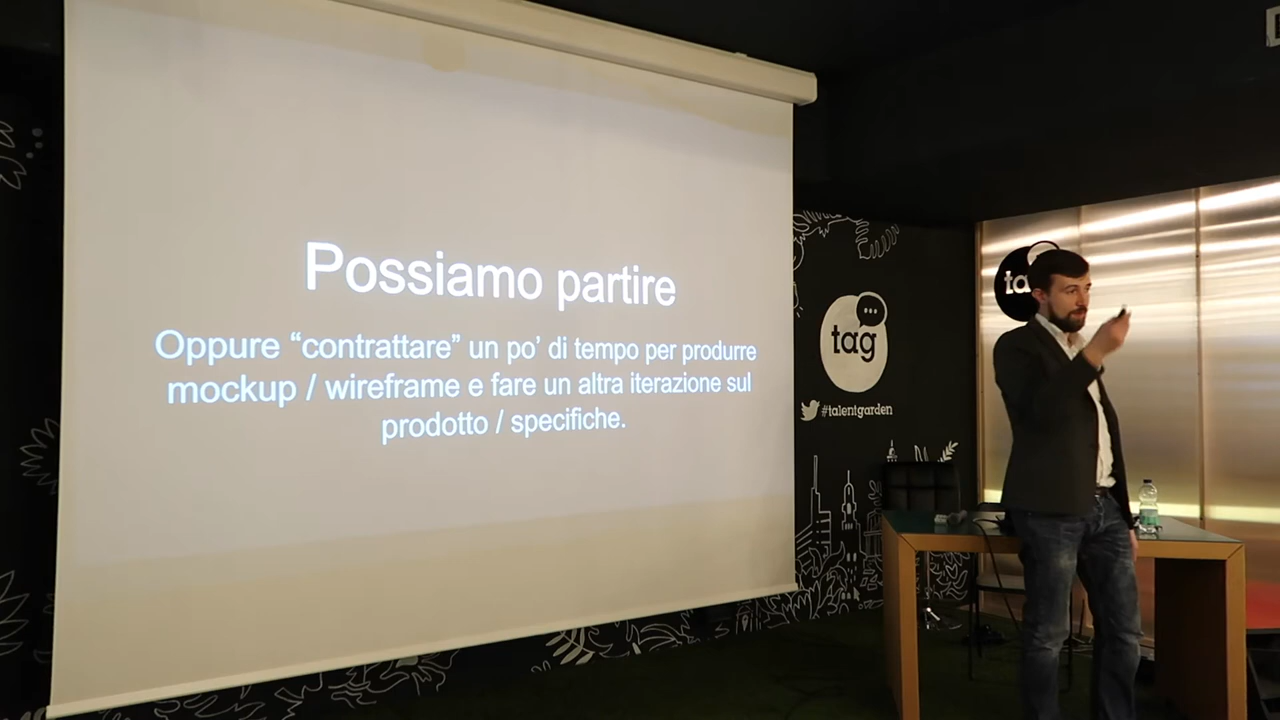 Possiamo partire
Oppure “contrattare” un po’ di tempo per produrre
mockup / wireframe e fare un altra iterazione sul
prodotto / specifiche.
tag
#talentgarden
ta